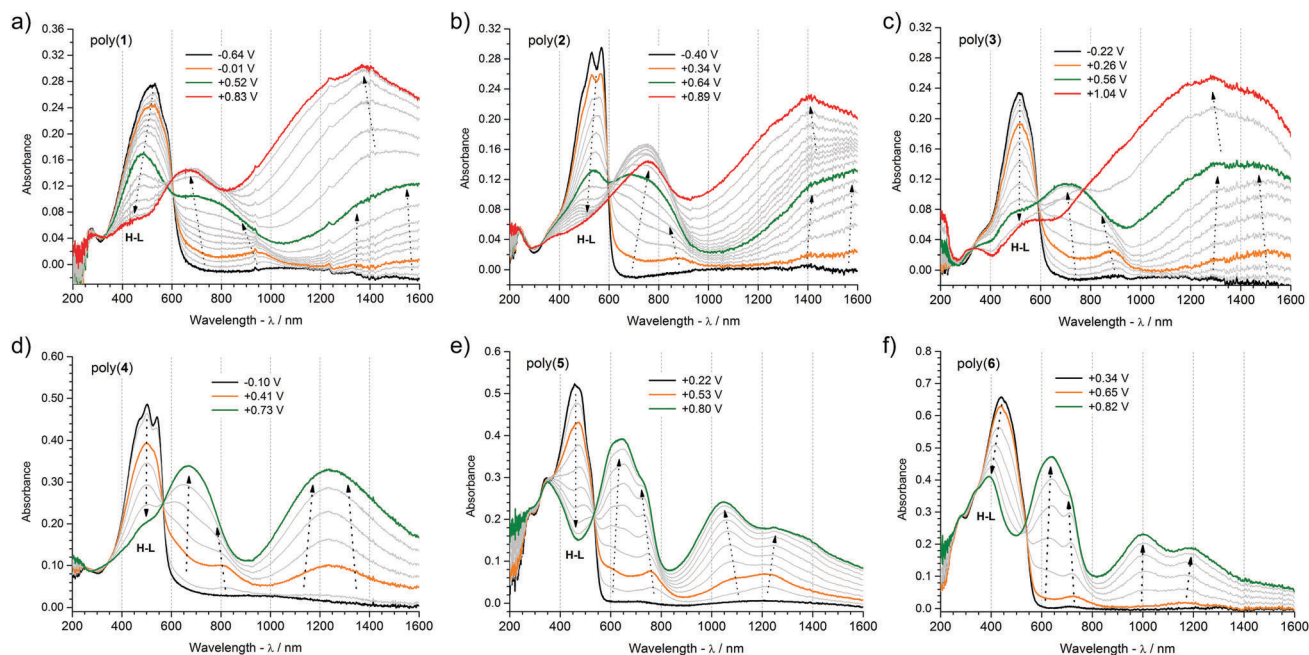 a)
poly(1)
0.36
0.32
0.28
0.24
0.20
0.16
0.12
0.08
0.04
0.00
Absorbance
-0.64 V
-0.01 V
+0.52 V
+0.83 V
H-L
200 400 600 800 1000 1200 1400 1600
Wavelength - λ / nm
b)
poly(2)
0.32
0.28
0.24
0.20
0.16
0.12
0.08
0.04
0.00
Absorbance
-0.40 V
+0.34 V
+0.64 V
+0.89 V
H-L
200 400 600 800 1000 1200 1400 1600
Wavelength - λ / nm
c)
poly(3)
0.32
0.28
0.24
0.20
0.16
0.12
0.08
0.04
0.00
Absorbance
-0.22 V
+0.26 V
+0.56 V
+1.04 V
H-L
200 400 600 800 1000 1200 1400 1600
Wavelength - λ / nm
d)
poly(4)
0.60
0.50
0.40
0.30
0.20
0.10
0.00
Absorbance
-0.10 V
+0.41 V
+0.73 V
H-L
200 400 600 800 1000 1200 1400 1600
Wavelength - λ / nm
e)
poly(5)
0.6
0.5
0.4
0.3
0.2
0.1
0.0
Absorbance
+0.22 V
+0.53 V
+0.80 V
H-L
200 400 600 800 1000 1200 1400 1600
Wavelength - λ / nm
f)
poly(6)
0.8
0.7
0.6
0.5
0.4
0.3
0.2
0.1
0.0
Absorbance
+0.34 V
+0.65 V
+0.82 V
H-L
200 400 600 800 1000 1200 1400 1600
Wavelength - λ / nm